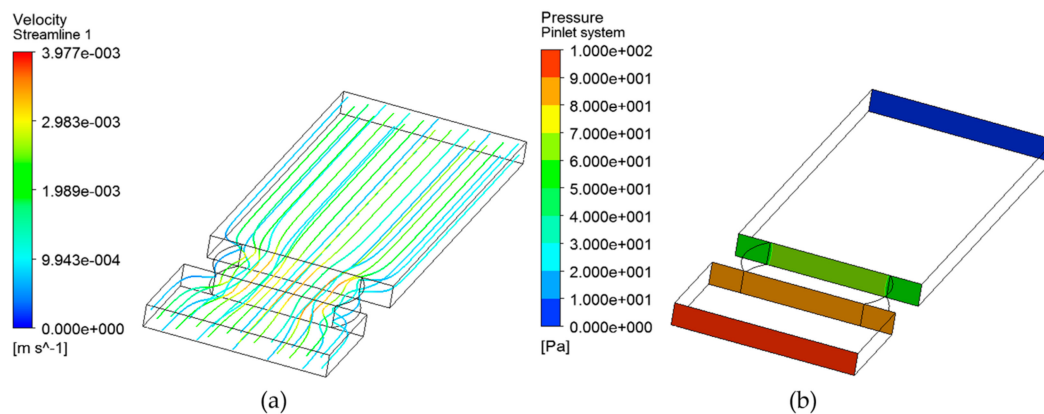 Velocity
Streamline 1
3.977e-003
2.983e-003
1.989e-003
9.943e-004
0.000e+000
[m s^-1]
(a)
Pressure
Pinlet system
1.000e+002
9.000e+001
8.000e+001
7.000e+001
6.000e+001
5.000e+001
4.000e+001
3.000e+001
2.000e+001
1.000e+001
0.000e+000
[Pa]
(b)